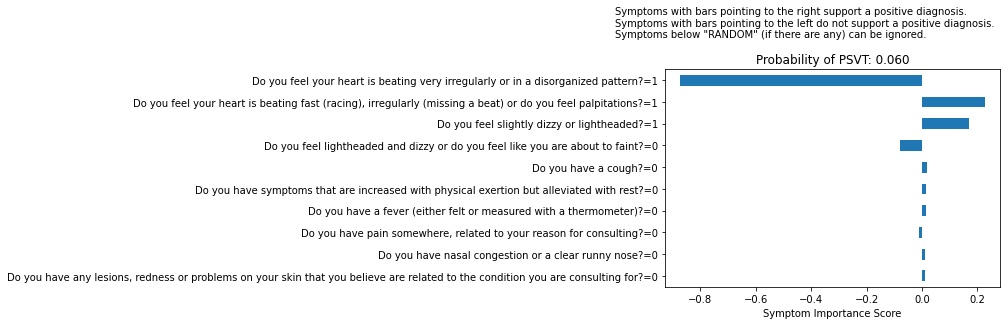 Symptoms with bars pointing to the right support a positive diagnosis.
Symptoms with bars pointing to the left do not support a positive diagnosis.
Symptoms below "RANDOM" (if there are any) can be ignored.
Probability of PSVT: 0.060
Do you feel your heart is beating very irregularly or in a disorganized pattern?=1
Do you feel your heart is beating fast (racing), irregularly (missing a beat) or do you feel palpitations?=1
Do you feel slightly dizzy or lightheaded?=1
Do you feel lightheaded and dizzy or do you feel like you are about to faint?=0
Do you have a cough?=0
Do you have symptoms that are increased with physical exertion but alleviated with rest?=0
Do you have a fever (either felt or measured with a thermometer)?=0
Do you have pain somewhere, related to your reason for consulting?=0
Do you have nasal congestion or a clear runny nose?=0
Do you have any lesions, redness or problems on your skin that you believe are related to the condition you are consulting for?=0
−0.8 −0.6 −0.4 −0.2 0.0 0.2
Symptom Importance Score